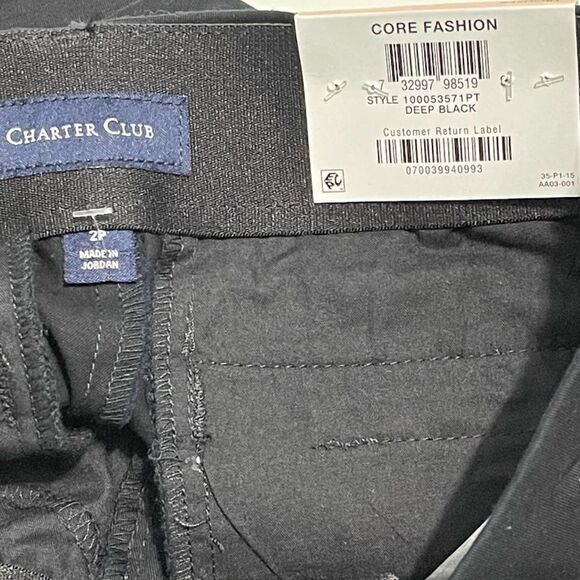 CHARTER CLUB
2P
MADE IN
JORDAN
CORE FASHION
7 32997 98519
STYLE 100053571PT
DEEP BLACK
Customer Return Label
070039940993
35-P1-15
AA03-001